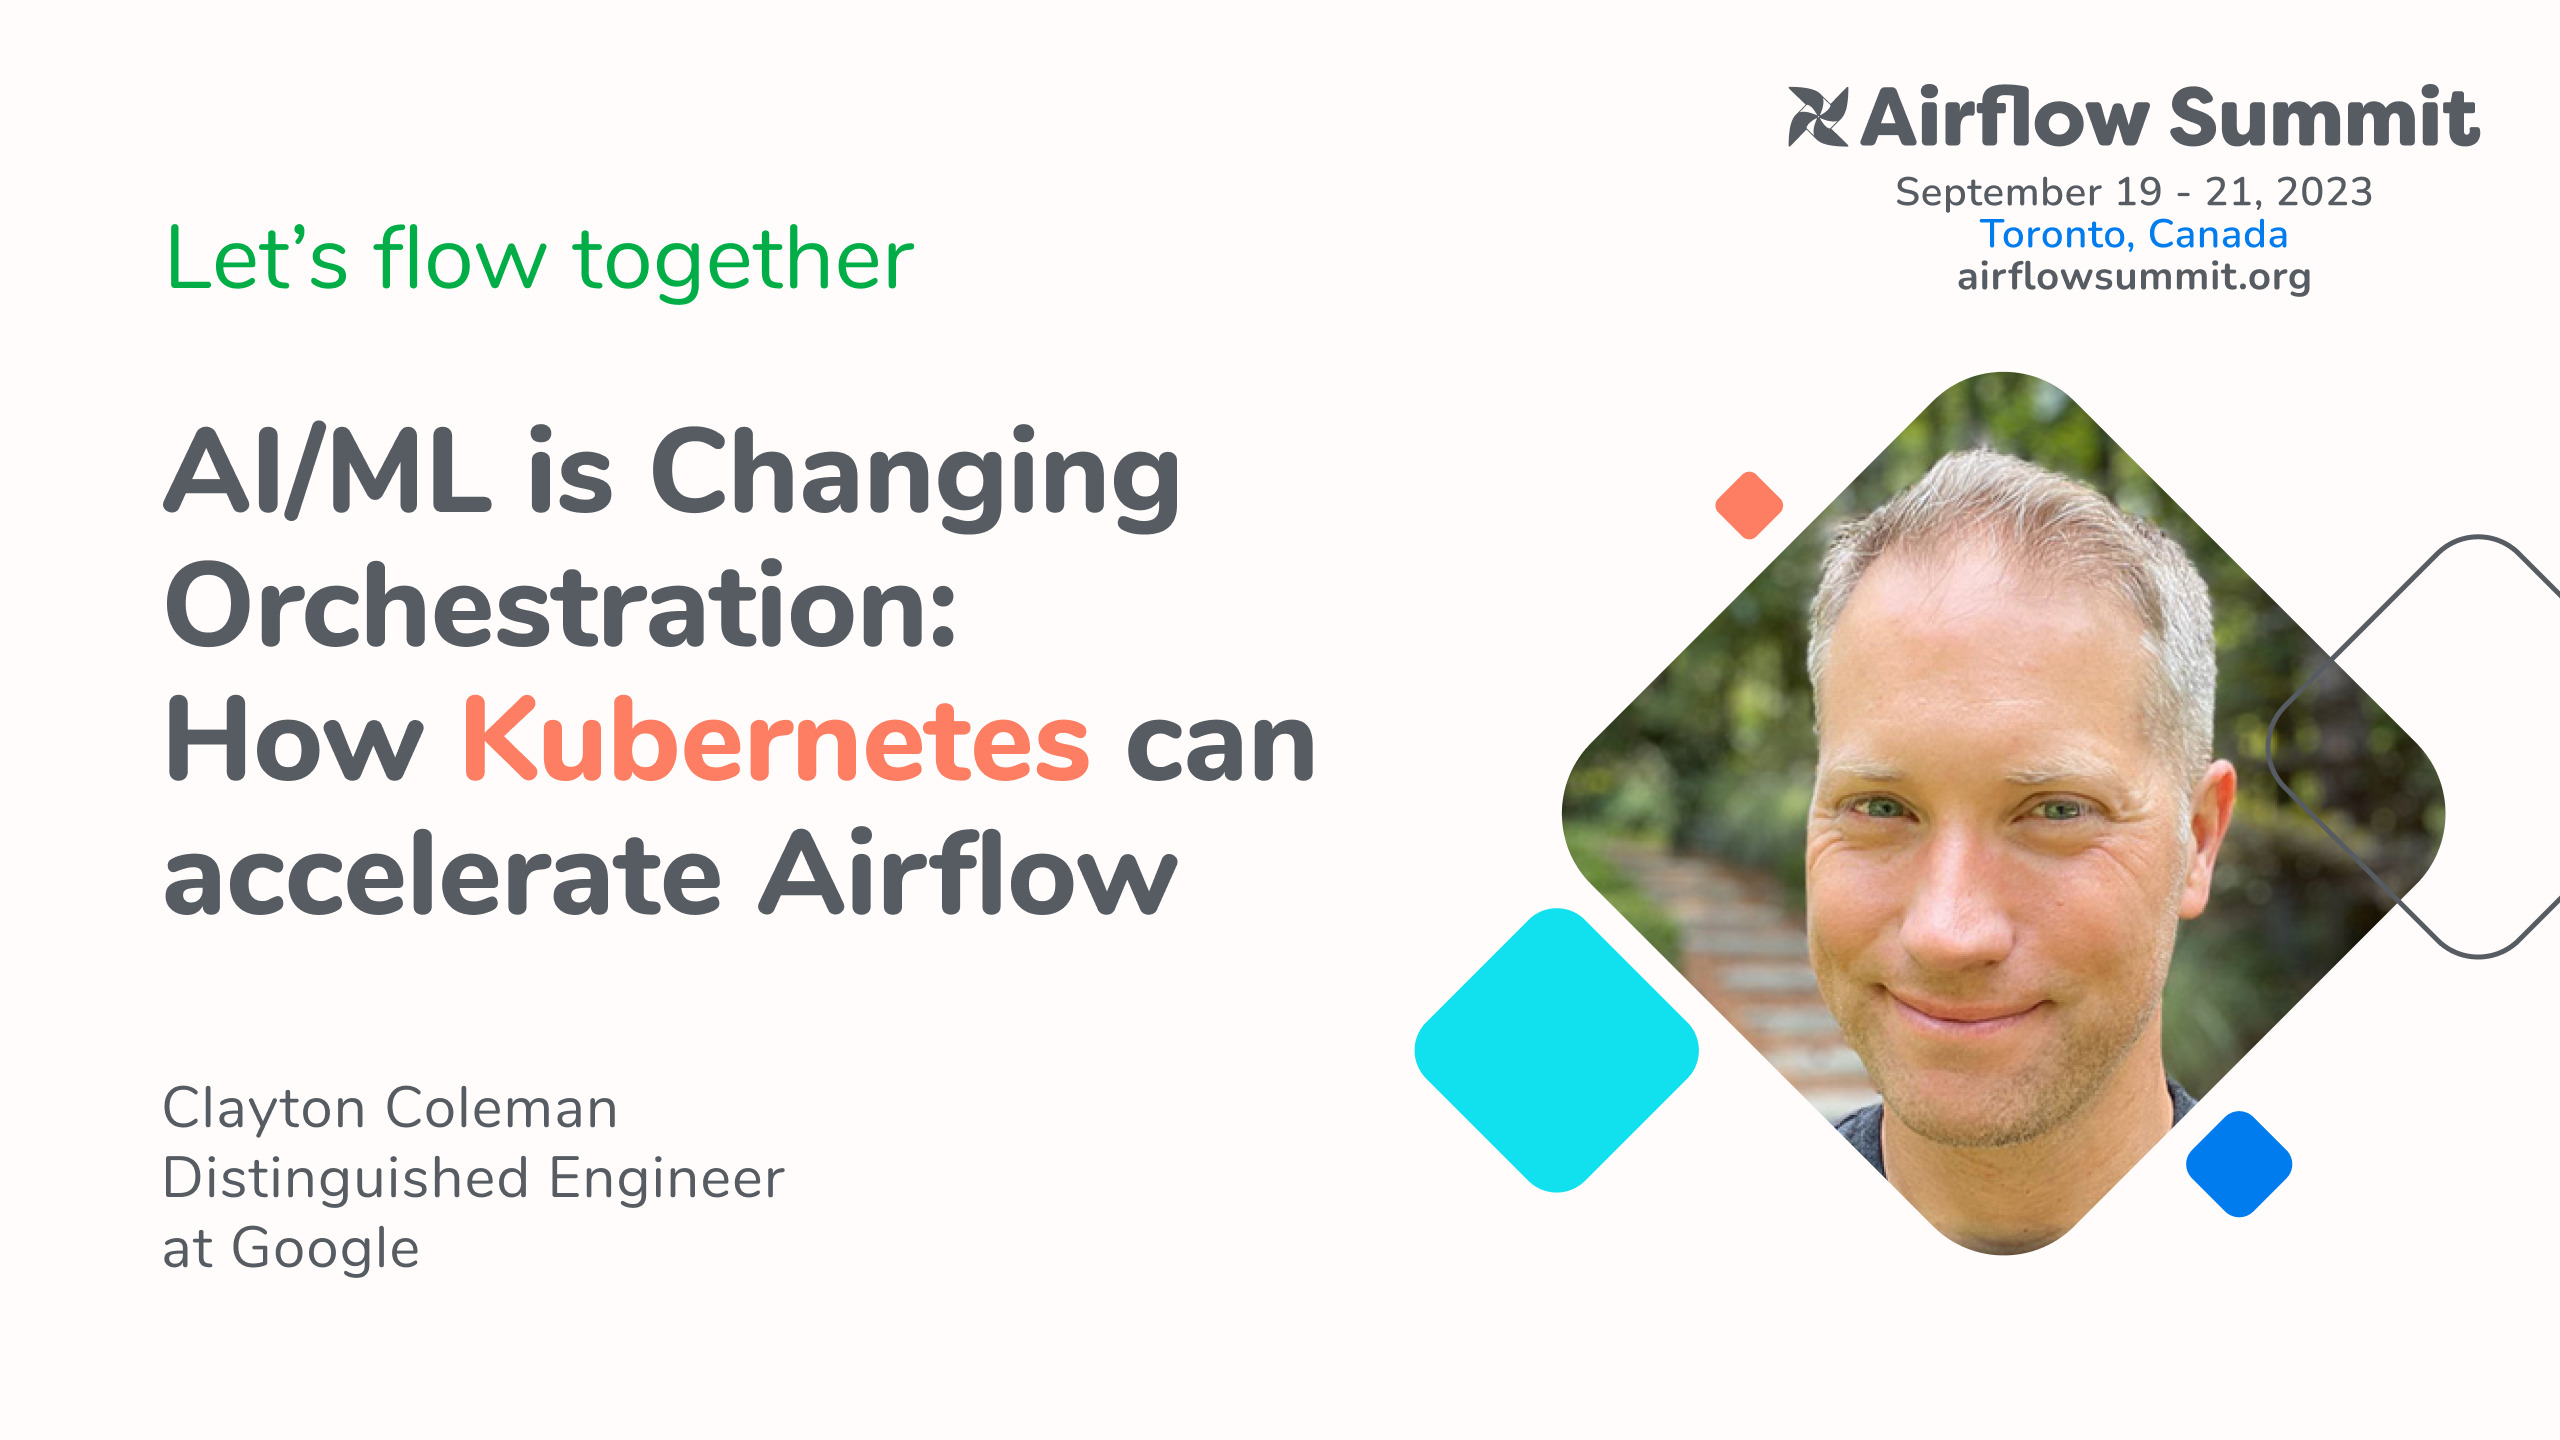 Airflow Summit
September 19 - 21, 2023
Toronto, Canada
airflowsummit.org
Let’s flow together
AI/ML is Changing
Orchestration:
How Kubernetes can
accelerate Airflow
Clayton Coleman
Distinguished Engineer
at Google